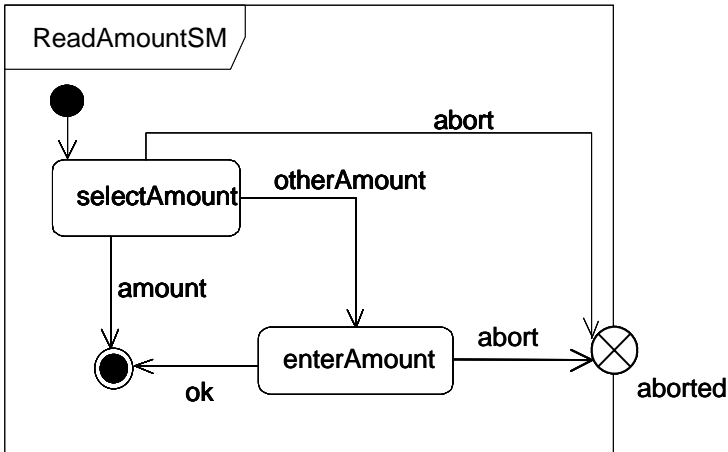 ReadAmountSM
abort
selectAmount
otherAmount
amount
enterAmount
abort
ok
aborted